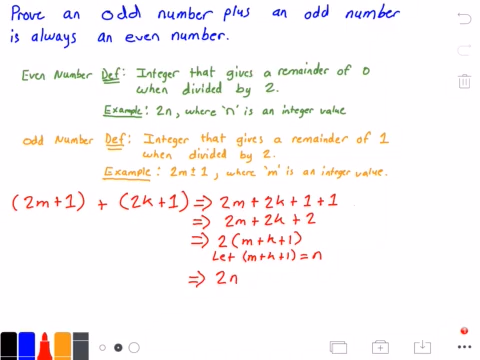 Prove an odd number plus an odd number
is always an even number.
Even Number Def: Integer that gives a remainder of 0
when divided by 2.
Example: 2n, where 'n' is an integer value
Odd Number Def: Integer that gives a remainder of 1
when divided by 2.
Example: 2m±1, where 'm' is an integer value.
(2m+1) + (2k+1) => 2m + 2k + 1 + 1
=> 2m + 2k + 2
=> 2(m+k+1)
Let (m+k+1) = n
=> 2n